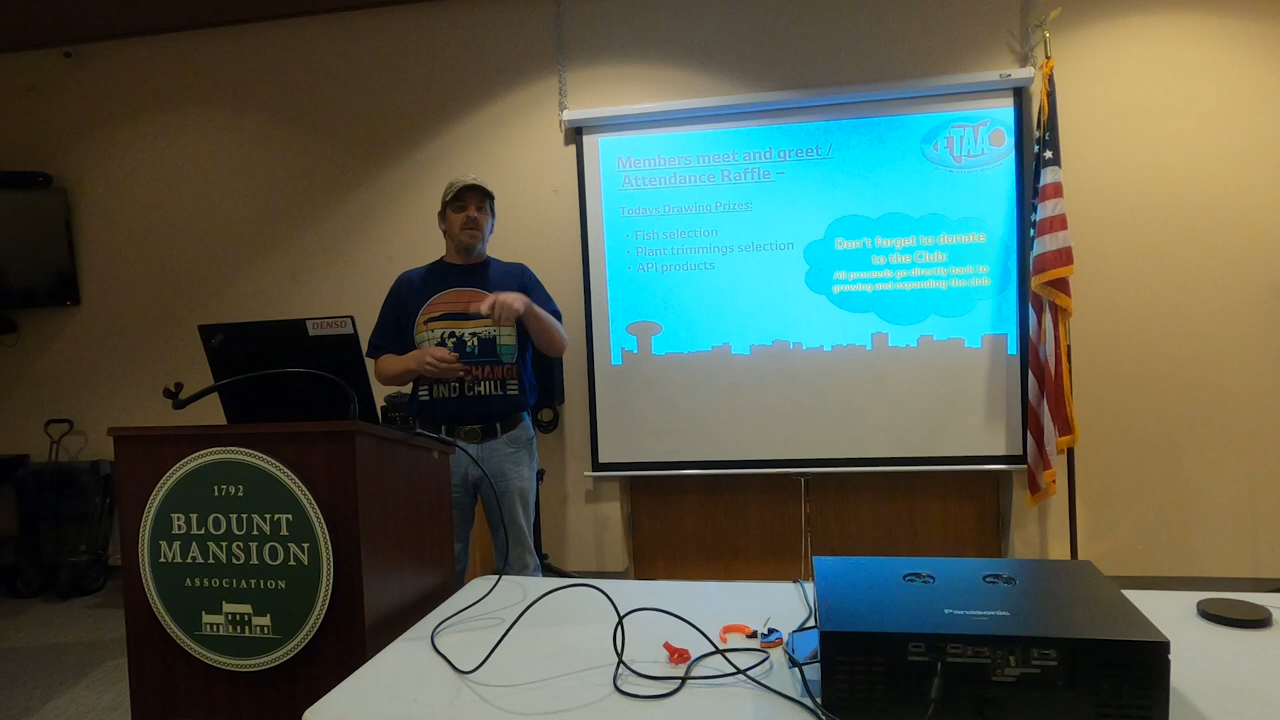 Members meet and greet /
Attendance Raffle –
Todays Drawing Prizes:
• Fish selection
• Plant trimmings selection
• API products
Don't forget to donate
to the Club:
All proceeds go directly back to
growing and expanding the club
ETAA
DENSO
CHANGE
AND CHILL
1792
BLOUNT
MANSION
ASSOCIATION
Panasonic